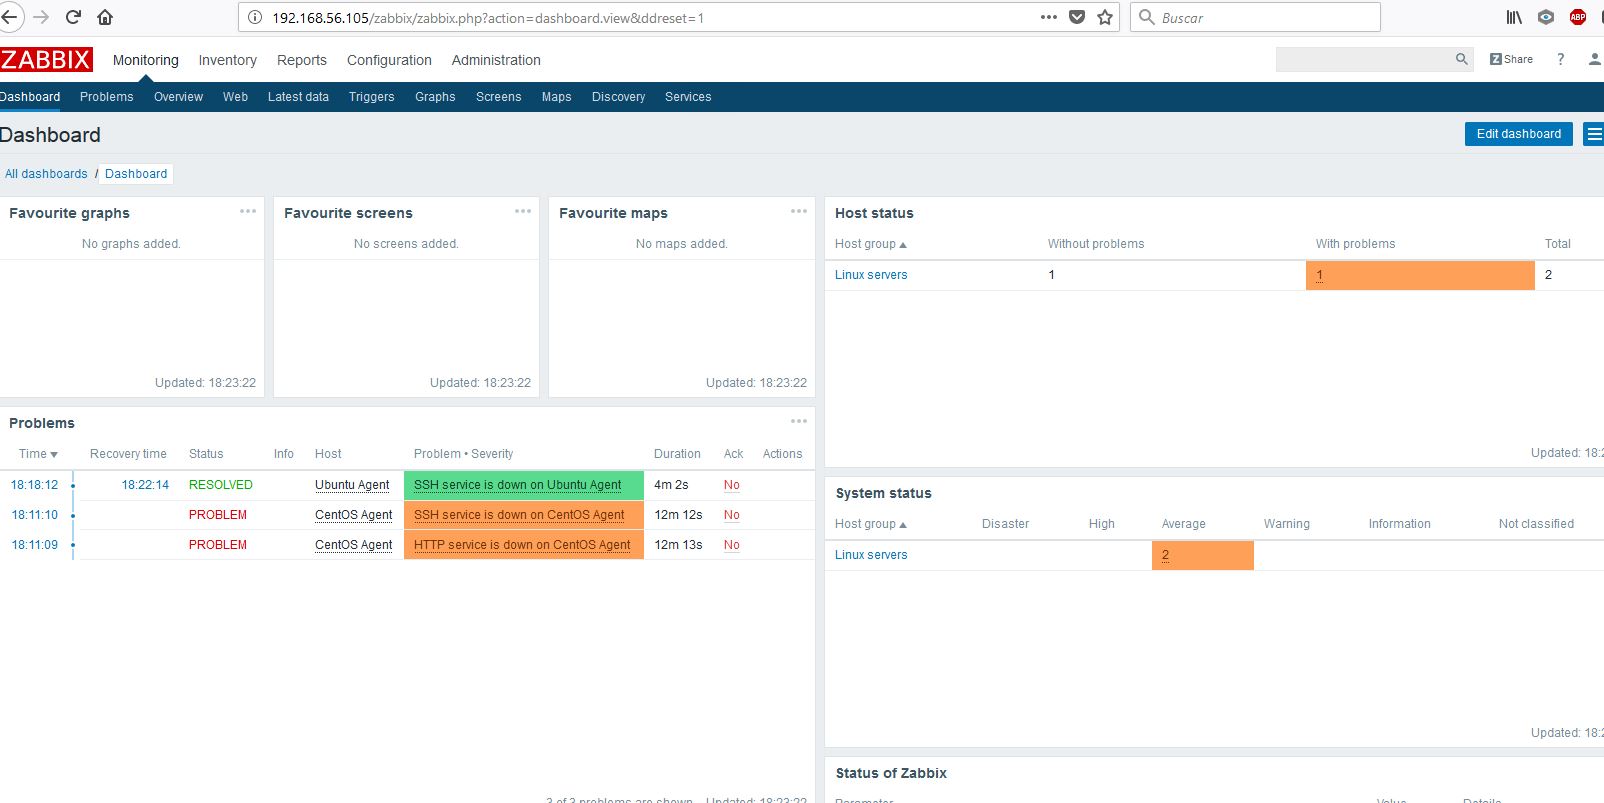 192.168.56.105/zabbix/zabbix.php?action=dashboard.view&ddreset=1
Buscar
ABP
ZABBIX Monitoring Inventory Reports Configuration Administration
Z Share ?
Dashboard Problems Overview Web Latest data Triggers Graphs Screens Maps Discovery Services
Dashboard
Edit dashboard
All dashboards / Dashboard
Favourite graphs
No graphs added.
Updated: 18:23:22
Favourite screens
No screens added.
Updated: 18:23:22
Favourite maps
No maps added.
Updated: 18:23:22
Problems
Time Recovery time Status Info Host Problem • Severity Duration Ack Actions
18:18:12 18:22:14 RESOLVED Ubuntu Agent SSH service is down on Ubuntu Agent 4m 2s No
18:11:10 PROBLEM CentOS Agent SSH service is down on CentOS Agent 12m 12s No
18:11:09 PROBLEM CentOS Agent HTTP service is down on CentOS Agent 12m 13s No
3 of 3 problems are shown Updated: 18:23:22
Host status
Host group Without problems With problems Total
Linux servers 1 1 2
Updated: 18:2
System status
Host group Disaster High Average Warning Information Not classified
Linux servers 2
Updated: 18:2
Status of Zabbix
Parameter Value Details